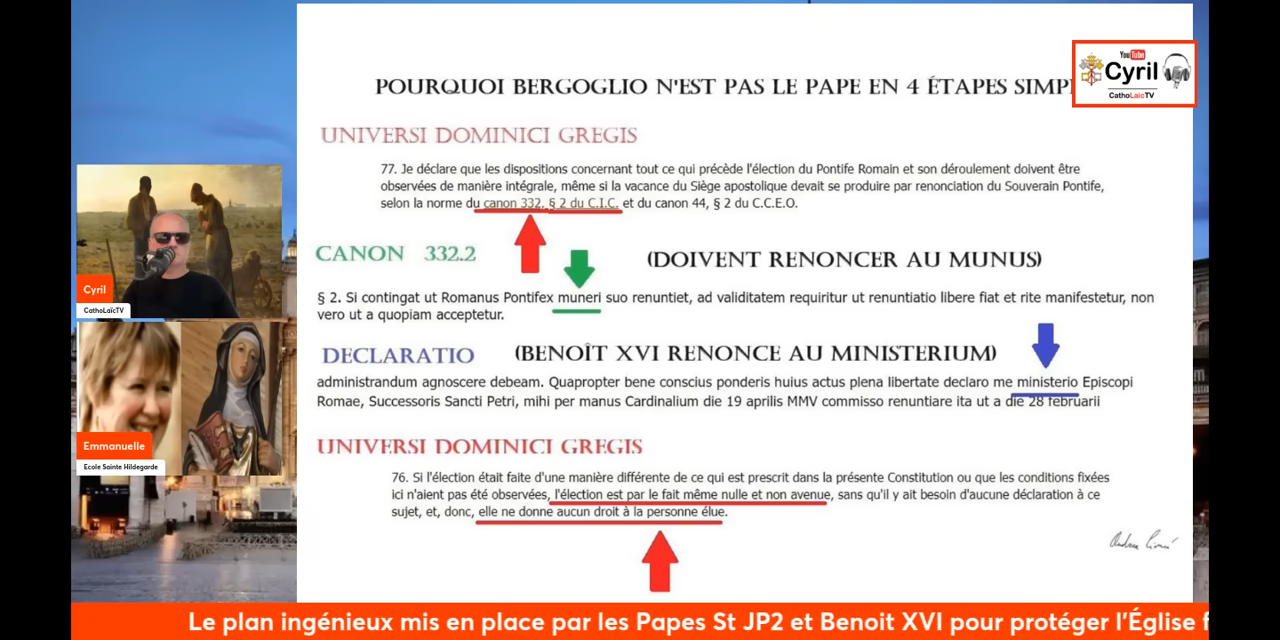 POURQUOI BERGOGLIO N'EST PAS LE PAPE EN 4 ÉTAPES
YouTube
Cyril
CathoLaïcTV
UNIVERSI DOMINICI GREGIS
77. Je déclare que les dispositions concernant tout ce qui précède l'élection du Pontife Romain et son déroulement doivent être
observées de manière intégrale, même si la vacance du Siège apostolique devait se produire par renonciation du Souverain Pontife,
selon la norme du canon 332, § 2 du C.I.C. et du canon 44, § 2 du C.C.E.O.
CANON 332.2
(DOIVENT RENONCER AU MUNUS)
§ 2. Si contingat ut Romanus Pontifex muneri suo renuntiet, ad validitatem requiritur ut renuntiatio libere fiat et rite manifestetur, non
vero ut a quopiam acceptetur.
DECLARATIO
(BENOÎT XVI RENONCE AU MINISTERIUM)
administrandum agnoscere debeam. Quapropter bene conscius ponderis huius actus plena libertate declaro me ministerio Episcopi
Romae, Successoris Sancti Petri, mihi per manus Cardinalium die 19 aprilis MMV commisso renuntiare ita ut a die 28 februarii
UNIVERSI DOMINICI GREGIS
76. Si l'élection était faite d'une manière différente de ce qui est prescrit dans la présente Constitution ou que les conditions fixées
ici n'aient pas été observées, l'élection est par le fait même nulle et non avenue, sans qu'il y ait besoin d'aucune déclaration à ce
sujet, et, donc, elle ne donne aucun droit à la personne élue.
Cyril
CathoLaïcTV
Emmanuelle
Ecole Sainte Hildegarde
Le plan ingénieux mis en place par les Papes St JP2 et Benoit XVI pour protéger l'Église